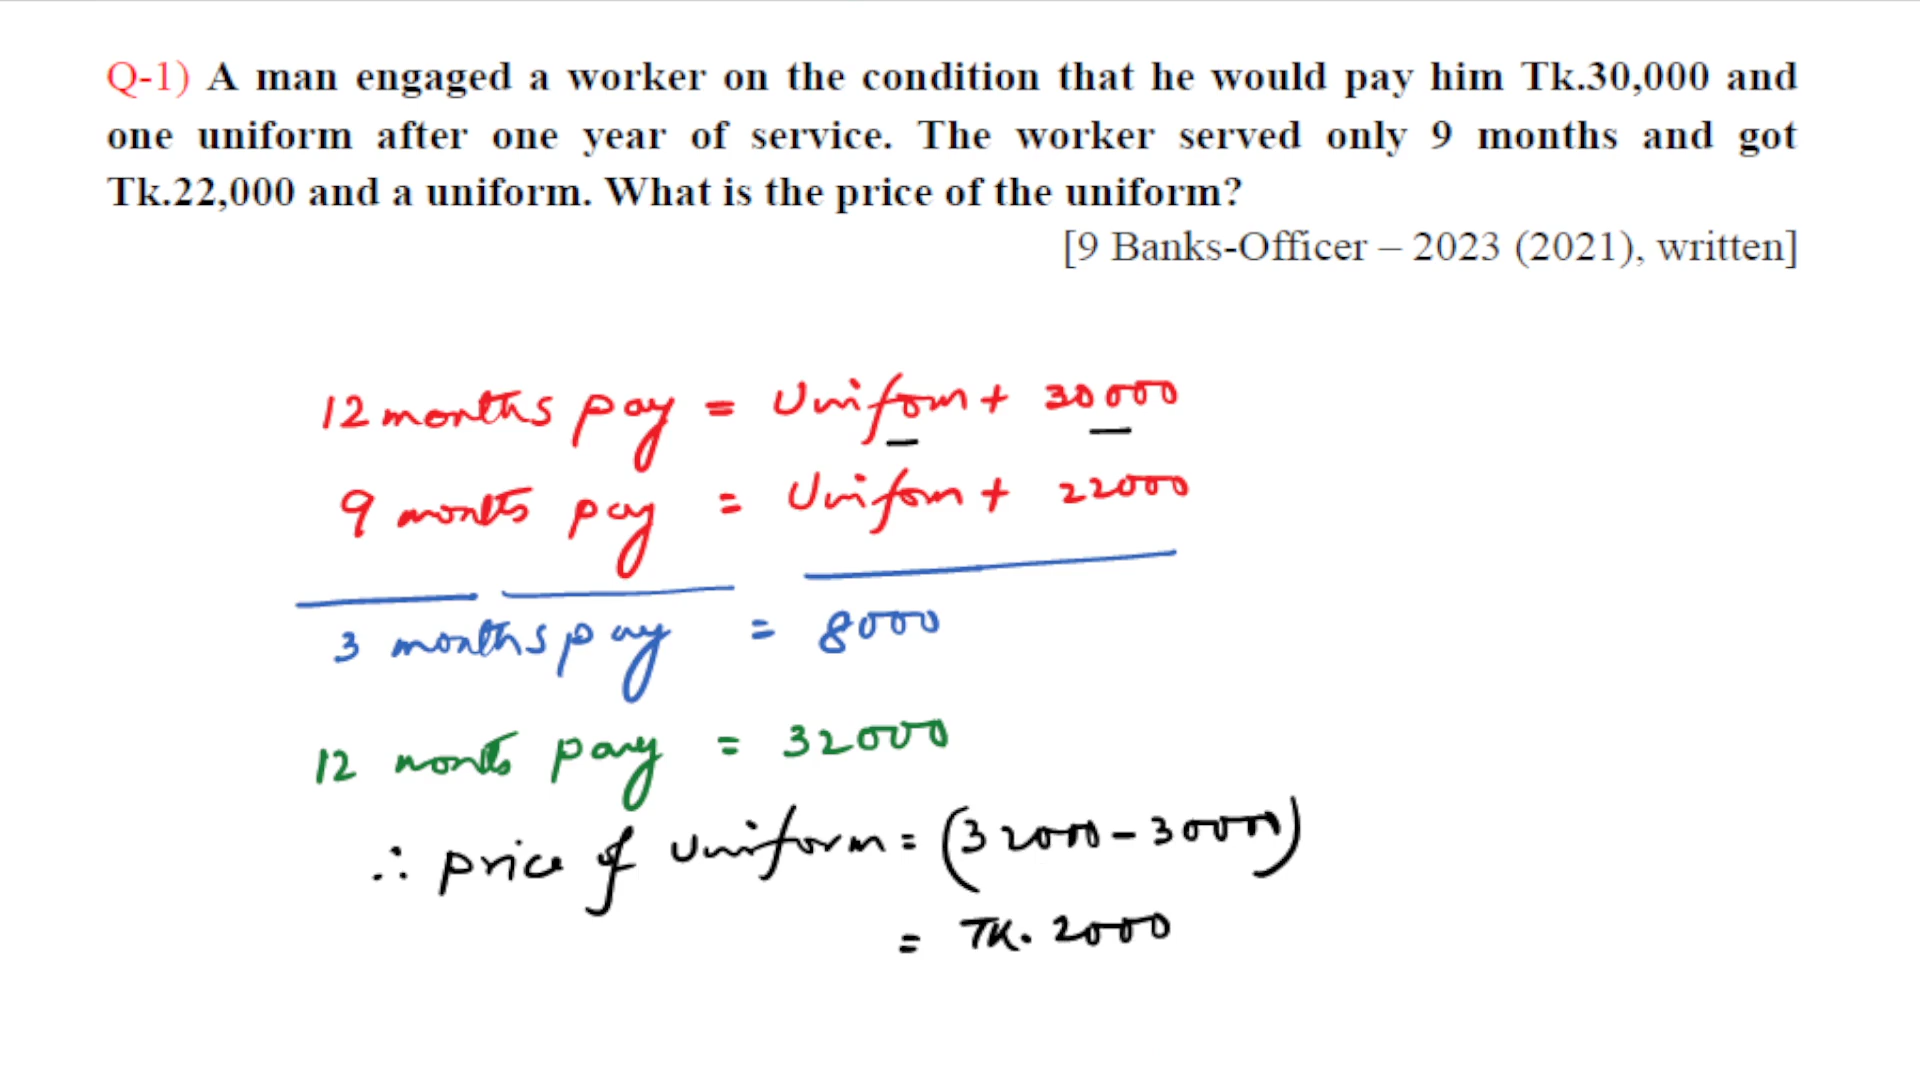 Q-1) A man engaged a worker on the condition that he would pay him Tk.30,000 and
one uniform after one year of service. The worker served only 9 months and got
Tk.22,000 and a uniform. What is the price of the uniform?
[9 Banks-Officer – 2023 (2021), written]
12 months pay = Uniform + 30000
9 months pay = Uniform + 22000
3 months pay = 8000
12 months pay = 32000
∴ price of uniform = (32000 - 30000)
= TK. 2000